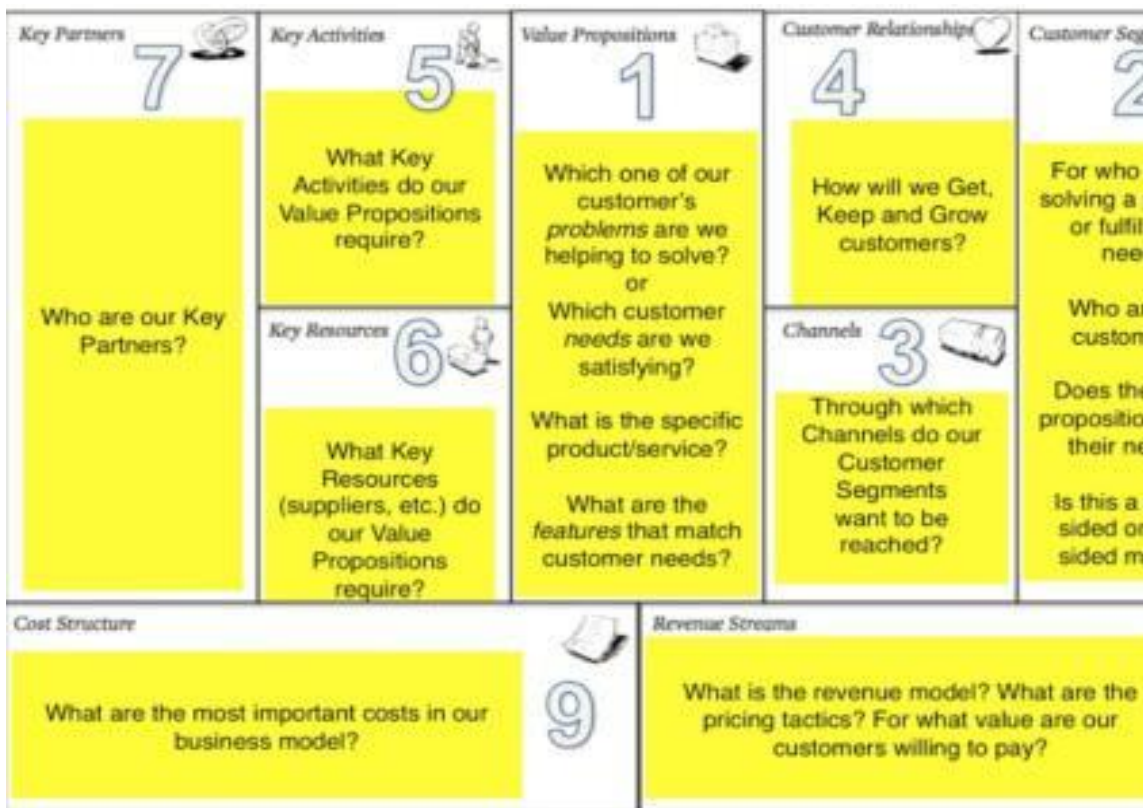 Key Partners
7
Who are our Key
Partners?
Key Activities
5
What Key
Activities do our
Value Propositions
require?
Key Resources
6
What Key
Resources
(suppliers, etc.) do
our Value
Propositions
require?
Value Propositions
1
Which one of our
customer's
problems are we
helping to solve?
or
Which customer
needs are we
satisfying?
What is the specific
product/service?
What are the
features that match
customer needs?
Customer Relationships
4
How will we Get,
Keep and Grow
customers?
Channels
3
Through which
Channels do our
Customer
Segments
want to be
reached?
Customer Seg
2
For who
solving a
or fulfil
nee
Who a
custom
Does the
propositio
their ne
Is this a
sided o
sided m
Cost Structure
9
What are the most important costs in our
business model?
Revenue Streams
What is the revenue model? What are the
pricing tactics? For what value are our
customers willing to pay?